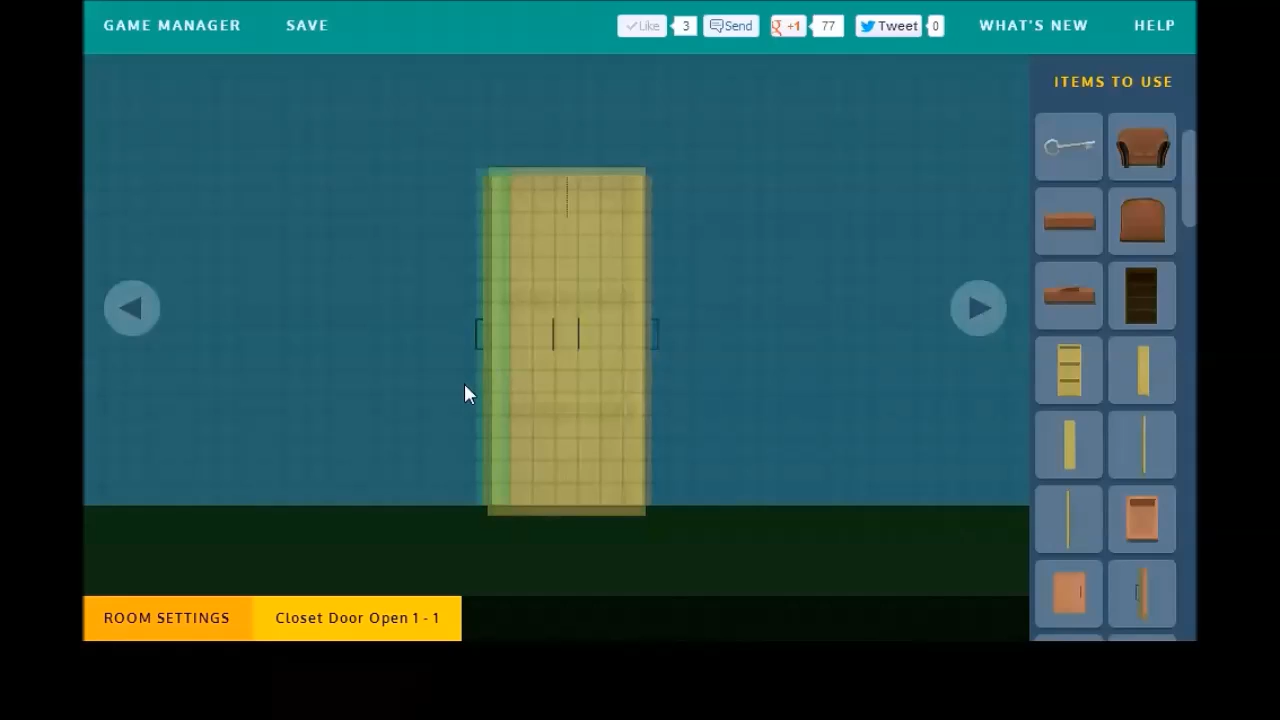 GAME MANAGER SAVE Like 3 Send +1 77 Tweet 0 WHAT'S NEW HELP
ITEMS TO USE
ROOM SETTINGS Closet Door Open 1 - 1